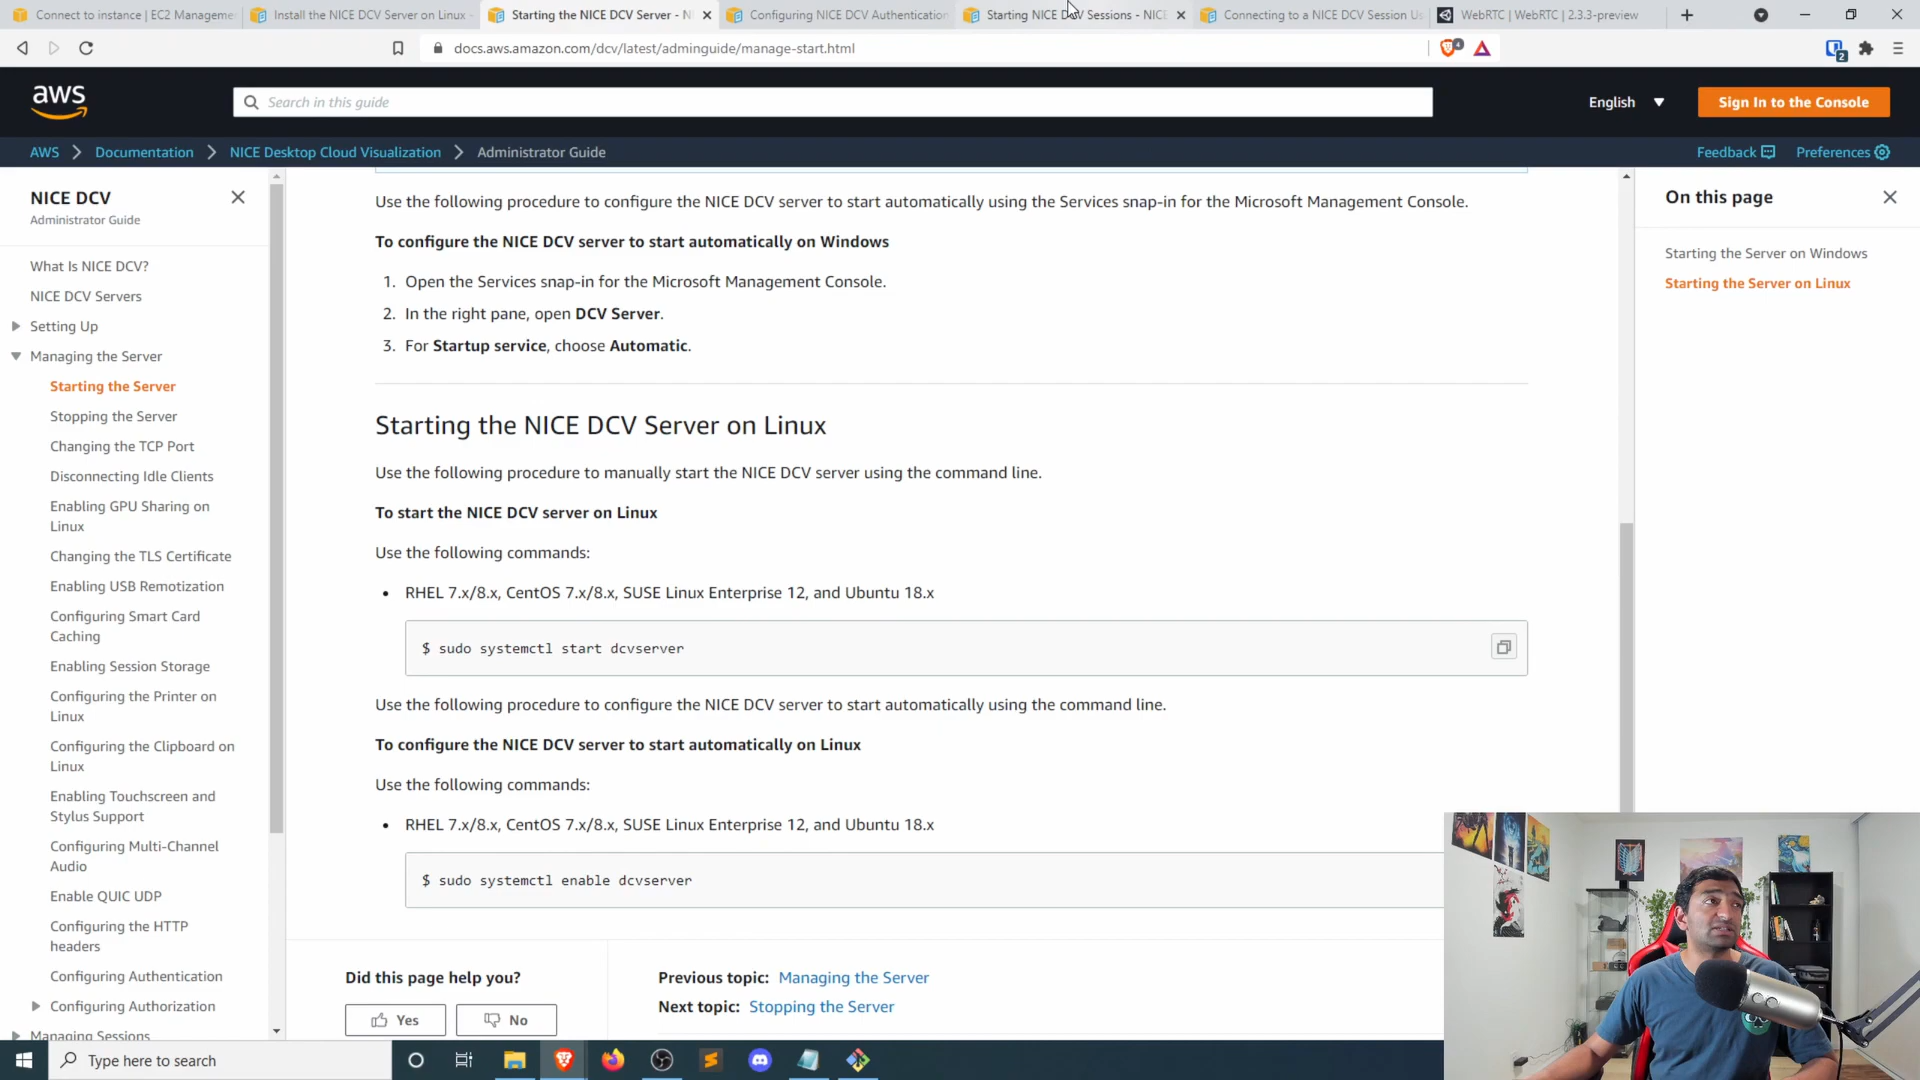 Connect to instance | EC2 Manageme
Install the NICE DCV Server on Linux -
Starting the NICE DCV Server - NI
Configuring NICE DCV Authentication
Starting NICE DCV Sessions - NICE
Connecting to a NICE DCV Session Us
WebRTC | WebRTC | 2.3.3-preview
docs.aws.amazon.com/dcv/latest/adminguide/manage-start.html
4
2
aws
Search in this guide
English
Sign In to the Console
AWS
Documentation
NICE Desktop Cloud Visualization
Administrator Guide
Feedback
Preferences
NICE DCV
Administrator Guide
What Is NICE DCV?
NICE DCV Servers
Setting Up
Managing the Server
Starting the Server
Stopping the Server
Changing the TCP Port
Disconnecting Idle Clients
Enabling GPU Sharing on
Linux
Changing the TLS Certificate
Enabling USB Remotization
Configuring Smart Card
Caching
Enabling Session Storage
Configuring the Printer on
Linux
Configuring the Clipboard on
Linux
Enabling Touchscreen and
Stylus Support
Configuring Multi-Channel
Audio
Enable QUIC UDP
Configuring the HTTP
headers
Configuring Authentication
Configuring Authorization
Managing Sessions
Use the following procedure to configure the NICE DCV server to start automatically using the Services snap-in for the Microsoft Management Console.
To configure the NICE DCV server to start automatically on Windows
1. Open the Services snap-in for the Microsoft Management Console.
2. In the right pane, open DCV Server.
3. For Startup service, choose Automatic.
Starting the NICE DCV Server on Linux
Use the following procedure to manually start the NICE DCV server using the command line.
To start the NICE DCV server on Linux
Use the following commands:
• RHEL 7.x/8.x, CentOS 7.x/8.x, SUSE Linux Enterprise 12, and Ubuntu 18.x
$ sudo systemctl start dcvserver
Use the following procedure to configure the NICE DCV server to start automatically using the command line.
To configure the NICE DCV server to start automatically on Linux
Use the following commands:
• RHEL 7.x/8.x, CentOS 7.x/8.x, SUSE Linux Enterprise 12, and Ubuntu 18.x
$ sudo systemctl enable dcvserver
Did this page help you?
Yes
No
Previous topic: Managing the Server
Next topic: Stopping the Server
On this page
Starting the Server on Windows
Starting the Server on Linux
Type here to search